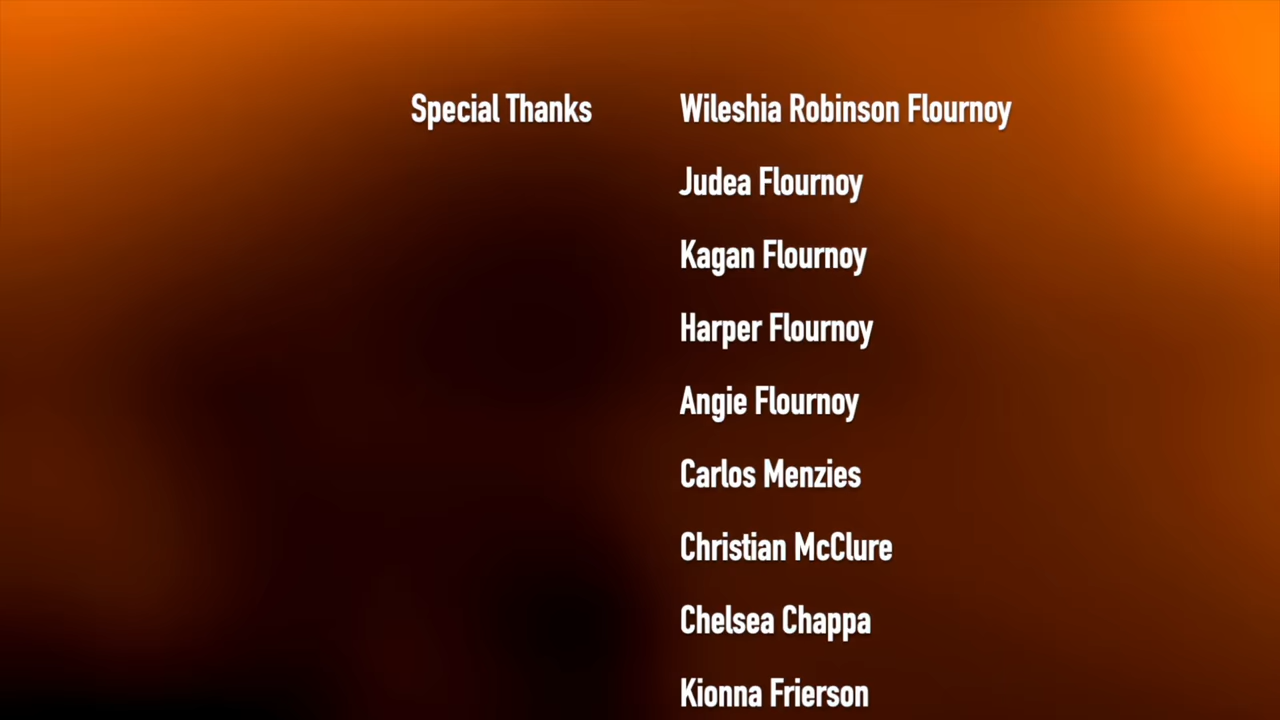 Special Thanks Wileshia Robinson Flournoy
Judea Flournoy
Kagan Flournoy
Harper Flournoy
Angie Flournoy
Carlos Menzies
Christian McClure
Chelsea Chappa
Kionna Frierson